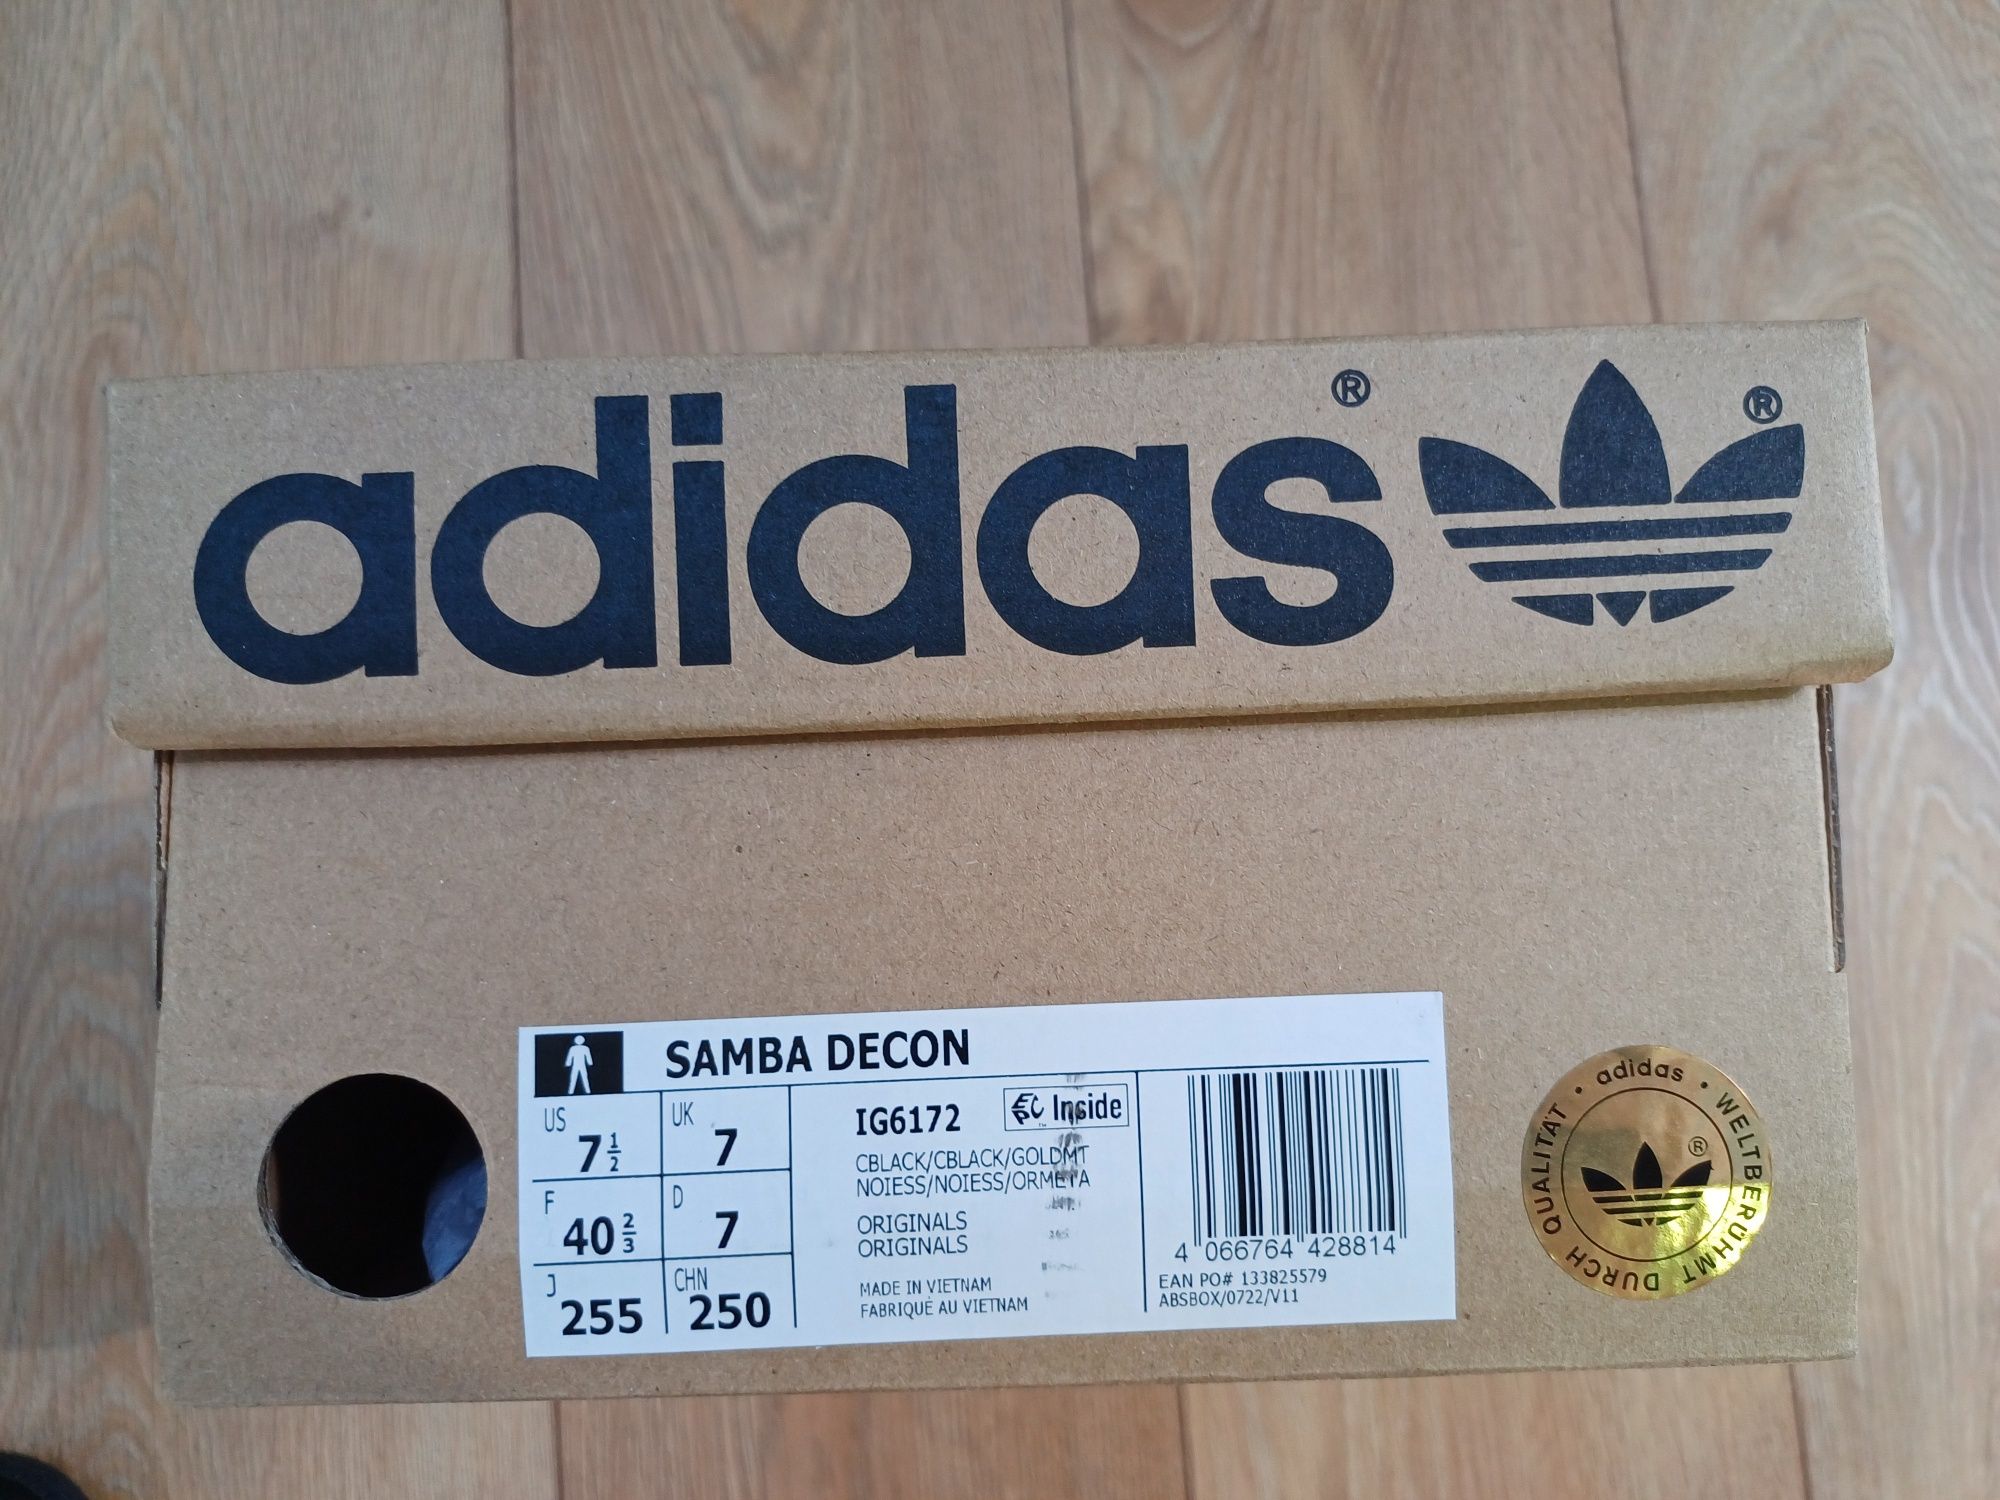 adidas®
®
SAMBA DECON
US 7 1/2
UK 7
F 40 2/3
D 7
J 255
CHN 250
IG6172
EPC Inside
™
CBLACK/CBLACK/GOLDMT
NOIESS/NOIESS/ORMETA
ORIGINALS
ORIGINALS
MADE IN VIETNAM
FABRIQUÉ AU VIETNAM
4 066764 428814
EAN PO# 133825579
ABSBOX/0722/V11
adidas • WELTBERÜHMT DURCH QUALITÄT •
®